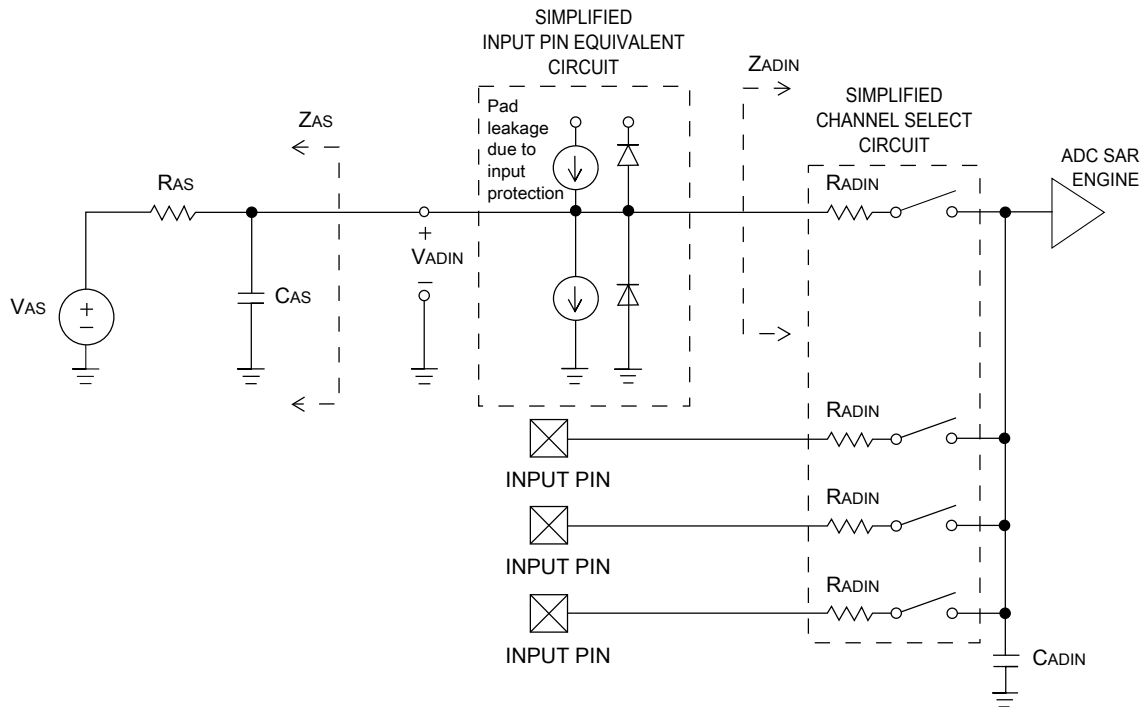 SIMPLIFIED
INPUT PIN EQUIVALENT
CIRCUIT
Pad
leakage
due to
input
protection
ZAS
ZADIN
SIMPLIFIED
CHANNEL SELECT
CIRCUIT
ADC SAR
ENGINE
RAS
RADIN
+
VADIN
–
VAS
+
–
CAS
RADIN
INPUT PIN
RADIN
INPUT PIN
RADIN
INPUT PIN
CADIN